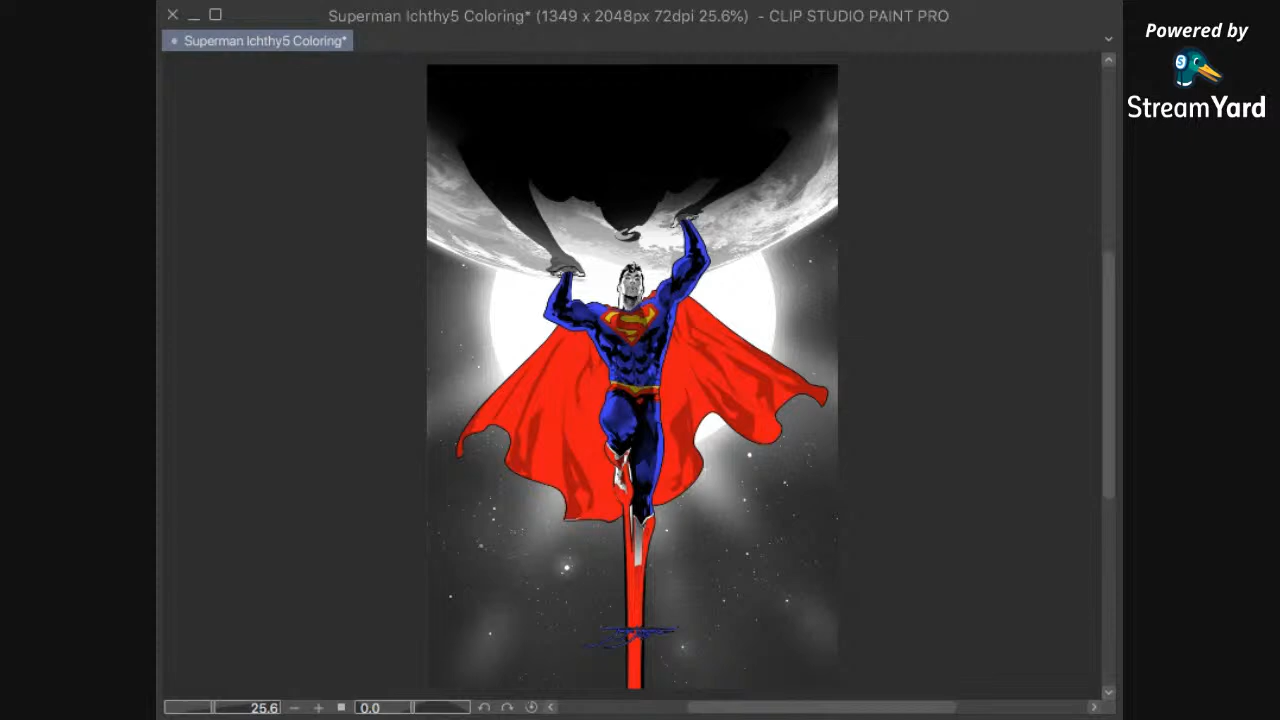 Superman Ichthy5 Coloring* (1349 x 2048px 72dpi 25.6%) - CLIP STUDIO PAINT PRO
Superman Ichthy5 Coloring*
Powered by
S
StreamYard
S
25.6
0.0